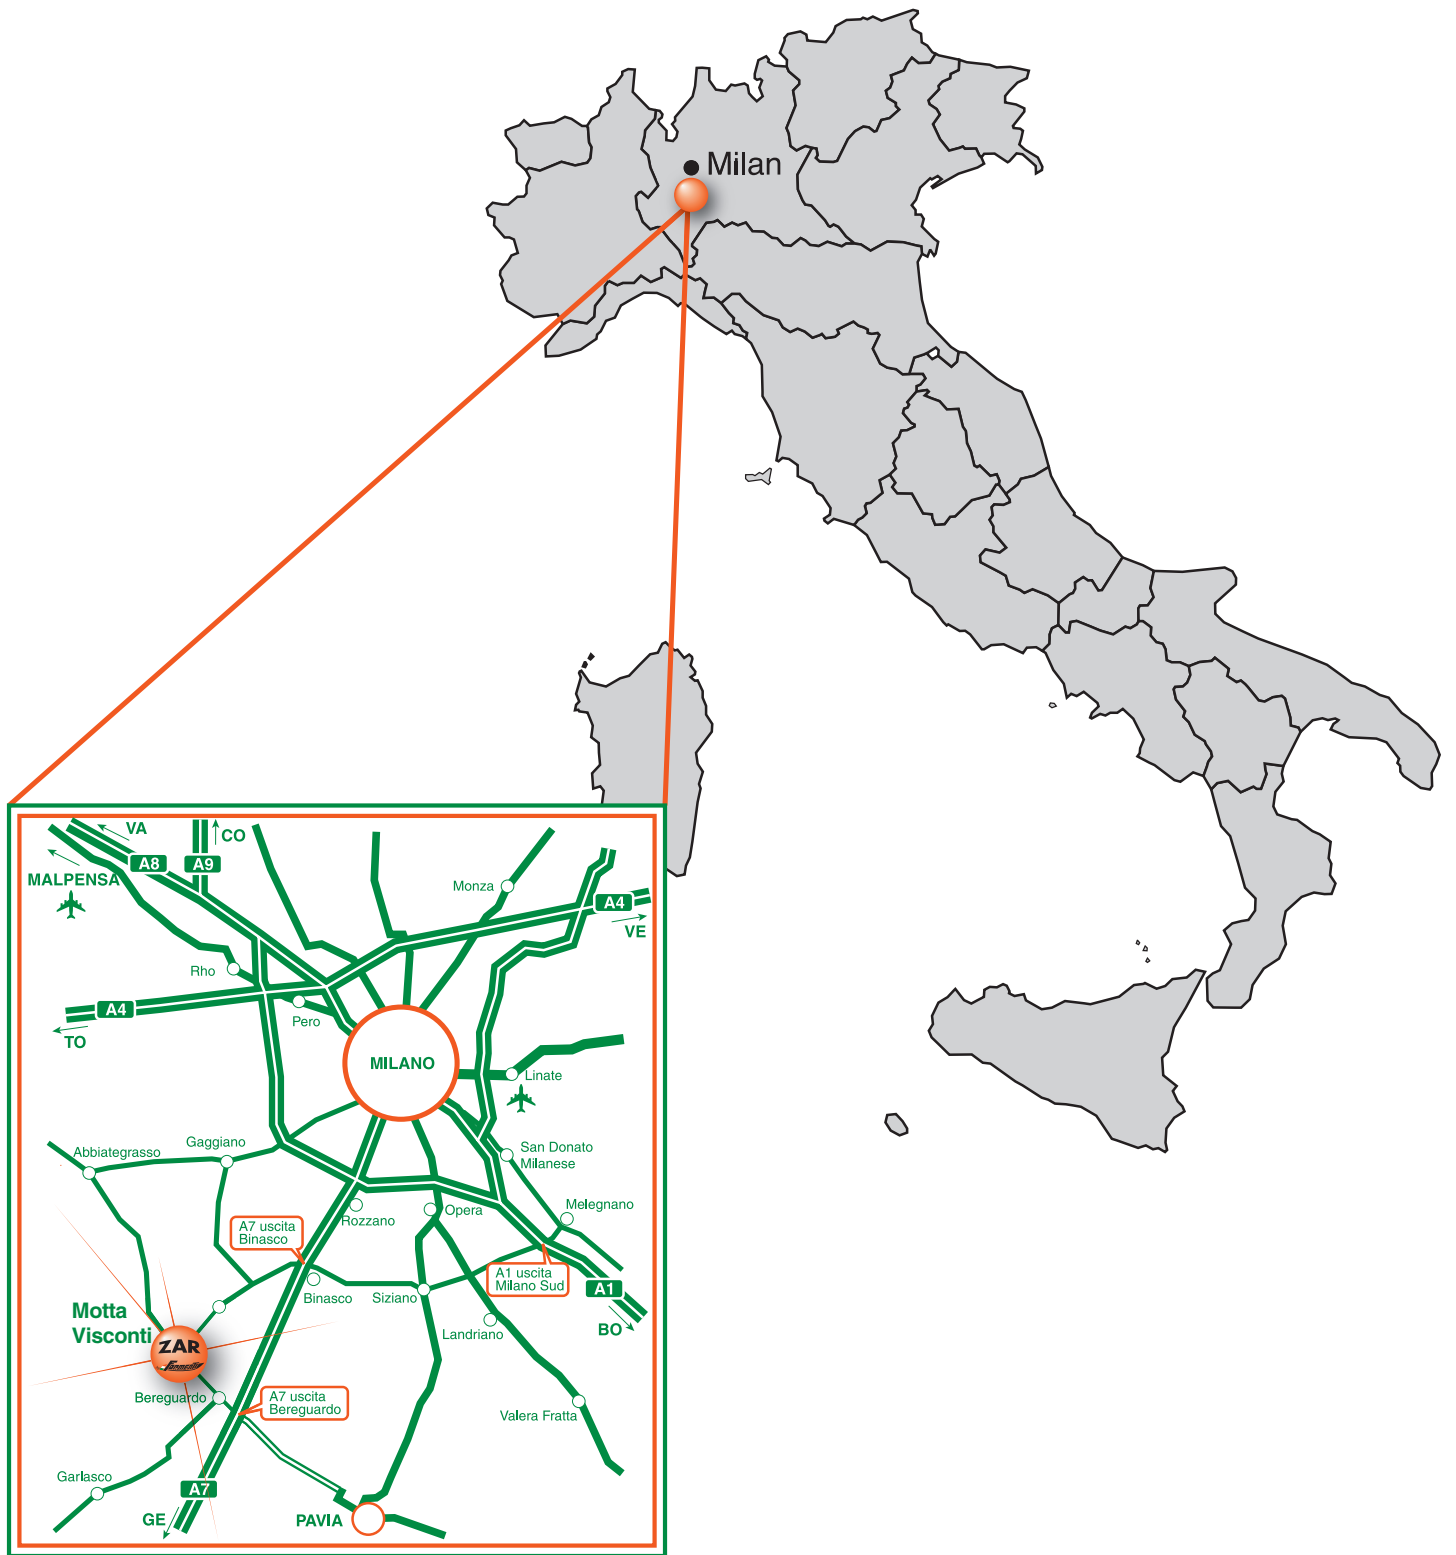 Milan
VA
CO
A8
A9
MALPENSA
Monza
A4
VE
Rho
A4
Pero
TO
MILANO
Linate
Gaggiano
Abbiategrasso
San Donato
Milanese
Melegnano
Rozzano
Opera
A7 uscita
Binasco
A1 uscita
Milano Sud
A1
Binasco
Siziano
BO
Landriano
Motta
Visconti
ZAR
Formenti
Bereguardo
A7 uscita
Bereguardo
Valera Fratta
Garlasco
A7
GE
PAVIA